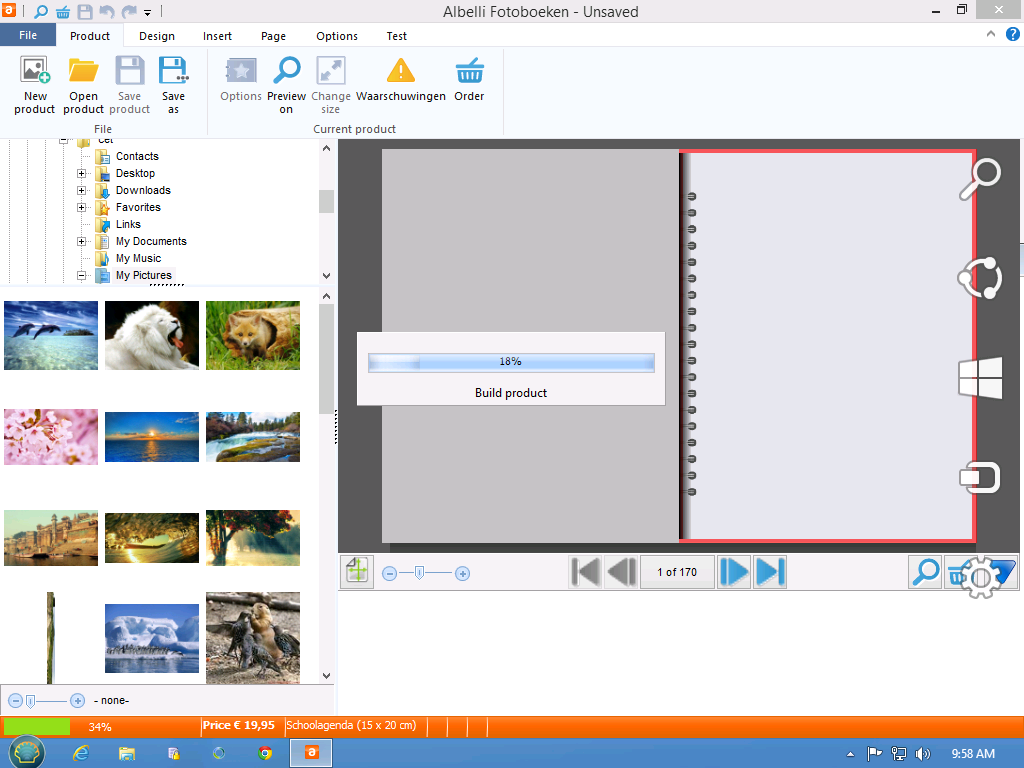 Albelli Fotoboeken - Unsaved
File Product Design Insert Page Options Test
New product
Open product
Save product
Save as
Options
Preview on
Change size
Waarschuwingen
Order
File
Current product
Cet
Contacts
Desktop
Downloads
Favorites
Links
My Documents
My Music
My Pictures
18%
Build product
1 of 170
- none-
34%
Price € 19,95
Schoolagenda (15 x 20 cm)
9:58 AM